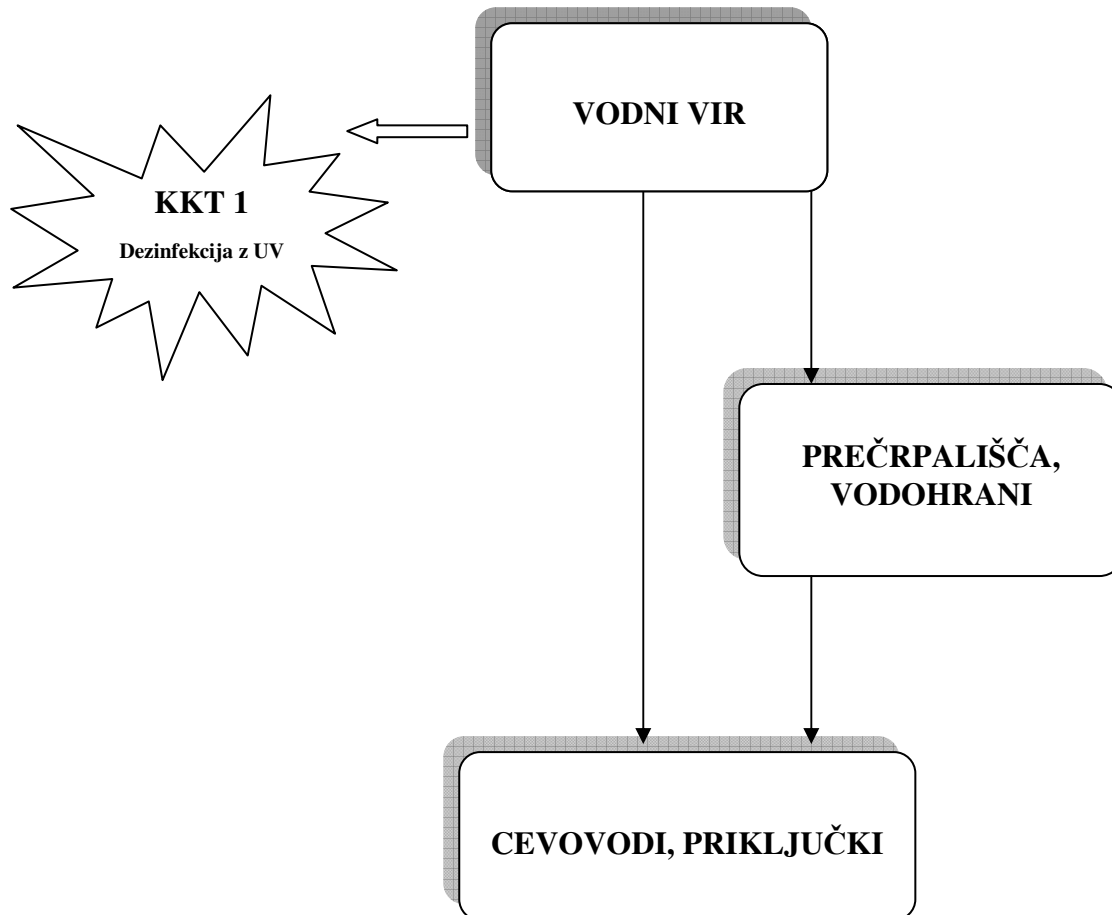 VODNI VIR
KKT 1
Dezinfekcija z UV
PREČRPALIŠČA,
VODOHRANI
CEVOVODI, PRIKLJUČKI